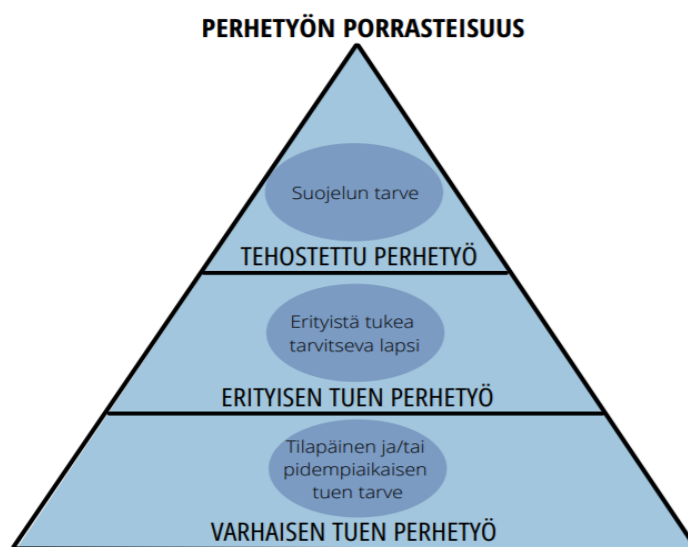 PERHETYÖN PORRASTEISUUS
Suojelun tarve
TEHOSTETTU PERHETYÖ
Erityistä tukea
tarvitseva lapsi
ERITYISEN TUEN PERHETYÖ
Tilapäinen ja/tai
pidempiaikaisen
tuen tarve
VARHAISEN TUEN PERHETYÖ